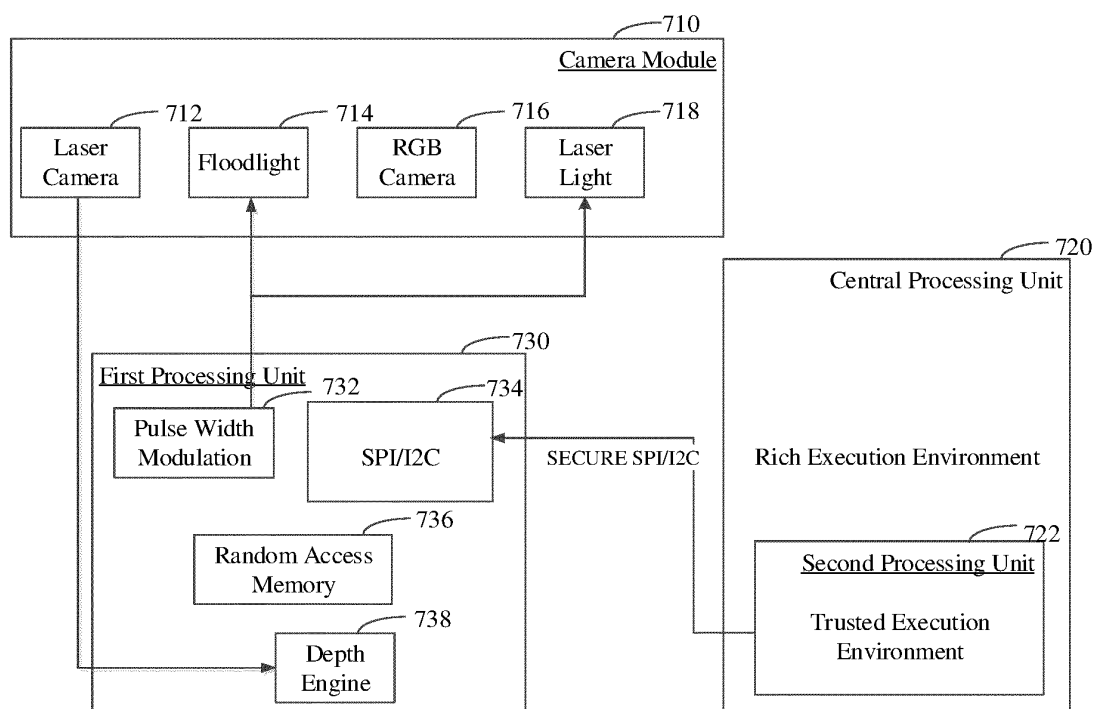 710
Camera Module
712
714
716
718
Laser
Camera
Floodlight
RGB
Camera
Laser
Light
720
Central Processing Unit
730
First Processing Unit
732
734
Pulse Width
Modulation
SPI/I2C
SECURE SPI/I2C
Rich Execution Environment
736
Random Access
Memory
722
Second Processing Unit
Trusted Execution
Environment
738
Depth
Engine